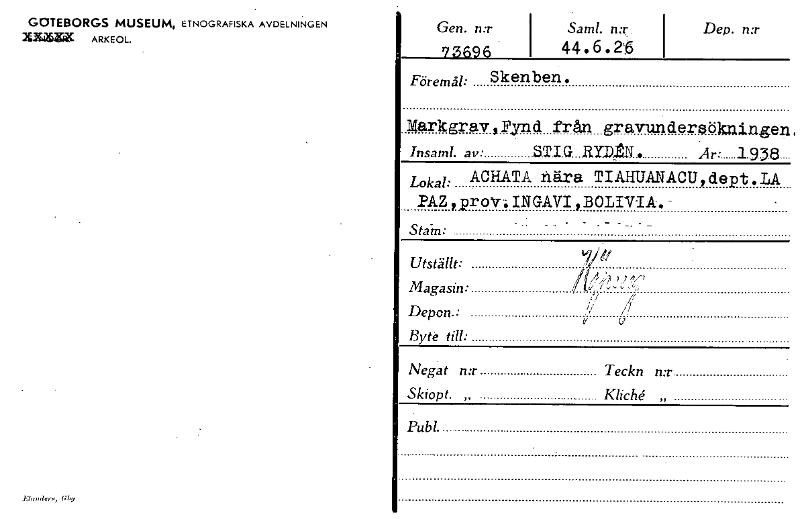 GÖTEBORGS MUSEUM, ETNOGRAFISKA AVDELNINGEN
ARKEOL.
Gen. n:r Saml. n:r Dep. n:r
73696 44.6.26
Föremål: Skenben.
Markgrav, Fynd från gravundersökningen.
Insaml. av: STIG RYDÉN. År: 1938
Lokal: ACHATA nära TIAHUANACU, dept. LA
PAZ, prov. INGAVI, BOLIVIA.
Stam:
Utställt:
Magasin:
Depon.:
Byte till:
Negat n:r Teckn n:r
Skiopt. „ Kliché „
Publ.
Elanders, Gbg